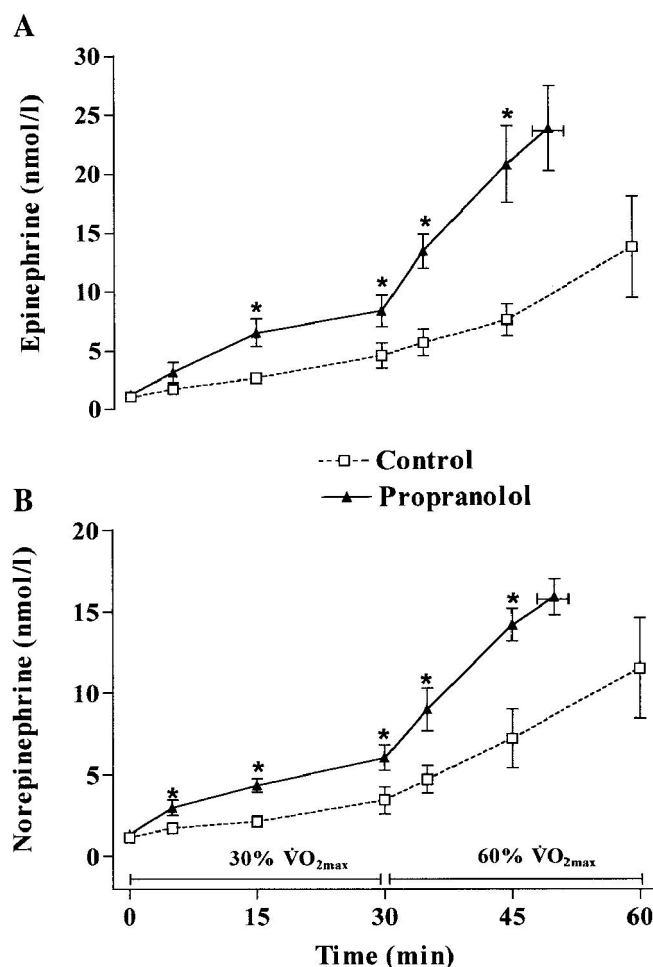 A
Epinephrine (nmol/l)
30
25
20
15
10
5
0
* * * *
Control
Propranolol
B
Norepinephrine (nmol/l)
20
15
10
5
0
* * * * *
30% V̇O₂max
60% V̇O₂max
0 15 30 45 60
Time (min)